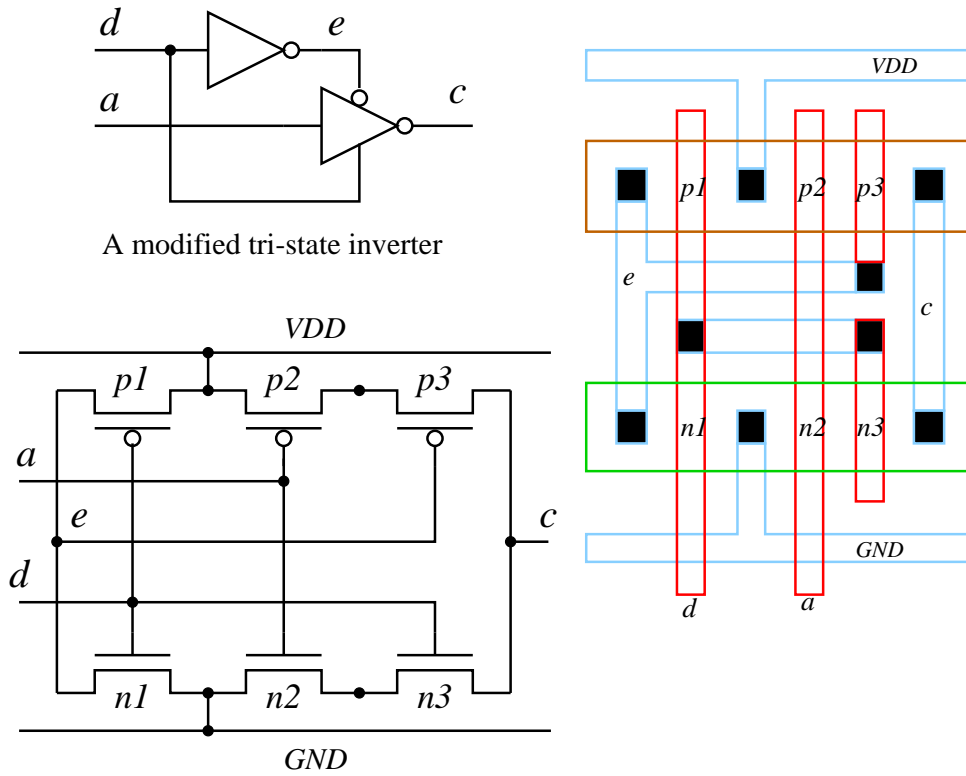 d
e
a
c
A modified tri-state inverter
VDD
p1
p2
p3
a
e
c
d
n1
n2
n3
GND
VDD
p1
p2
p3
e
c
n1
n2
n3
GND
d
a